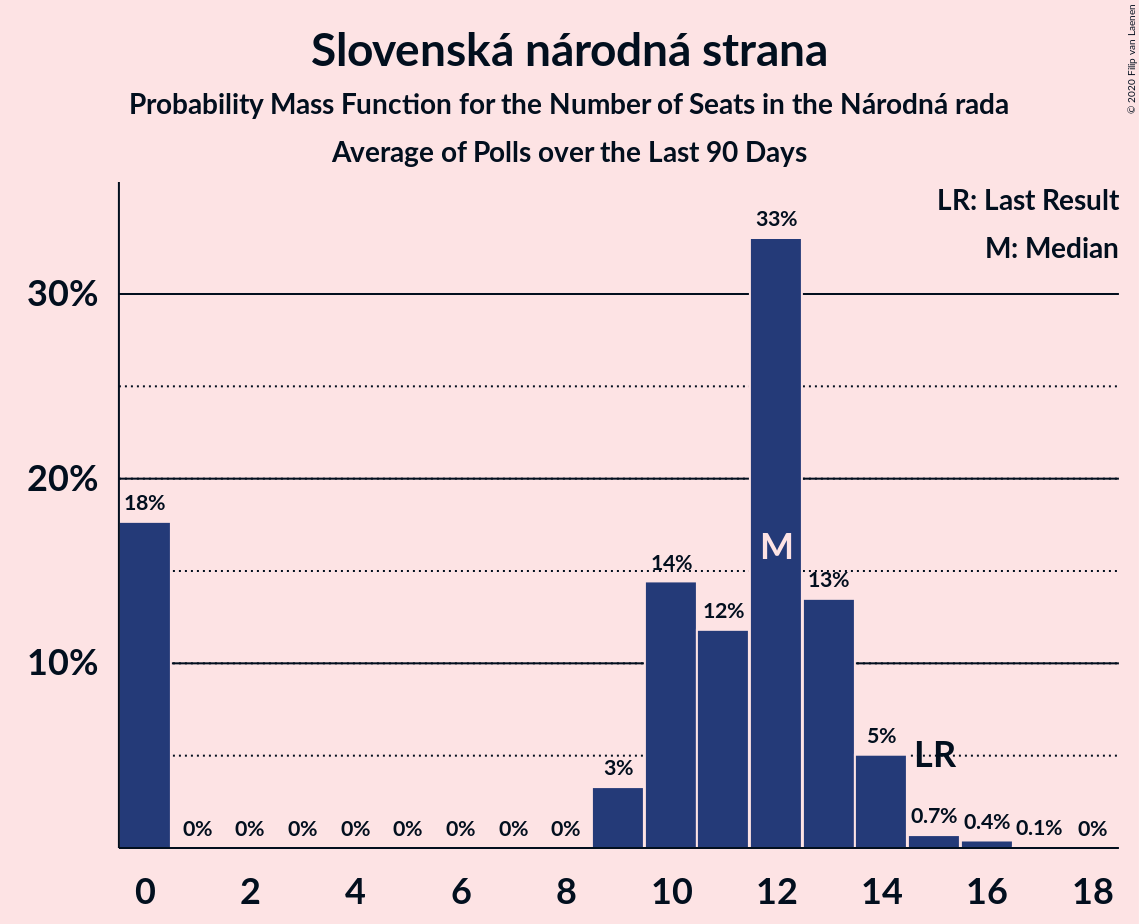 Slovenská národná strana
Probability Mass Function for the Number of Seats in the Národná rada
Average of Polls over the Last 90 Days
© 2020 Filip van Laenen
LR: Last Result
M: Median
33%
30%
20%
18%
M
14%
13%
12%
10%
5%
LR
3%
0% 0% 0% 0% 0% 0% 0% 0% 0.7% 0.4% 0.1% 0%
0 2 4 6 8 10 12 14 16 18